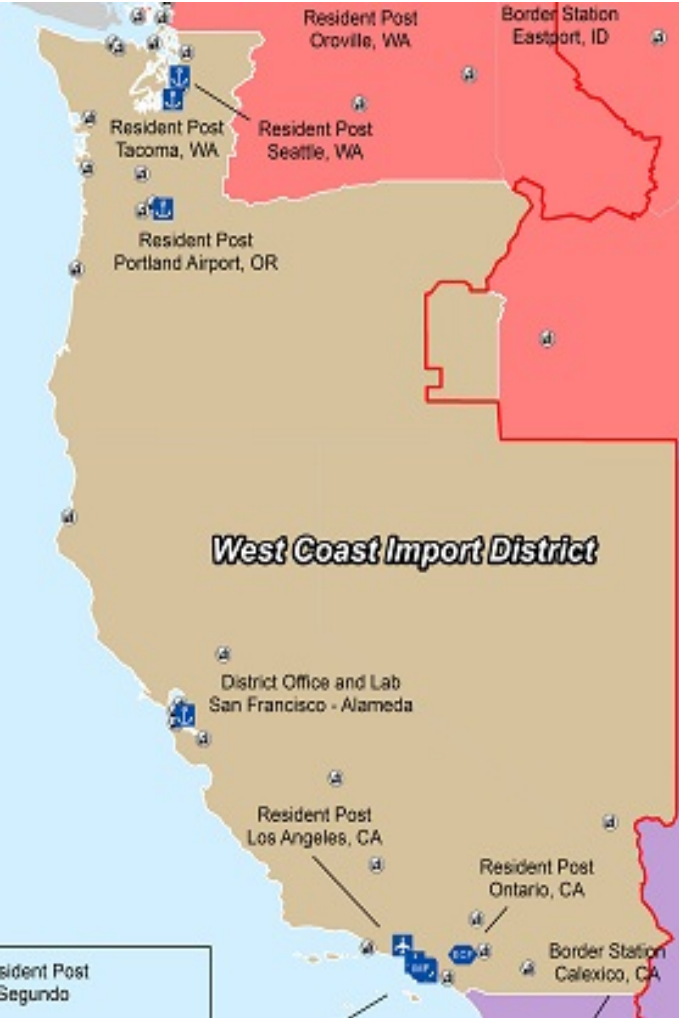 Resident Post
Oroville, WA
Border Station
Eastport, ID
Resident Post
Tacoma, WA
Resident Post
Seattle, WA
Resident Post
Portland Airport, OR
West Coast Import District
District Office and Lab
San Francisco - Alameda
Resident Post
Los Angeles, CA
Resident Post
Ontario, CA
Border Station
Calexico, CA
sident Post
Segundo